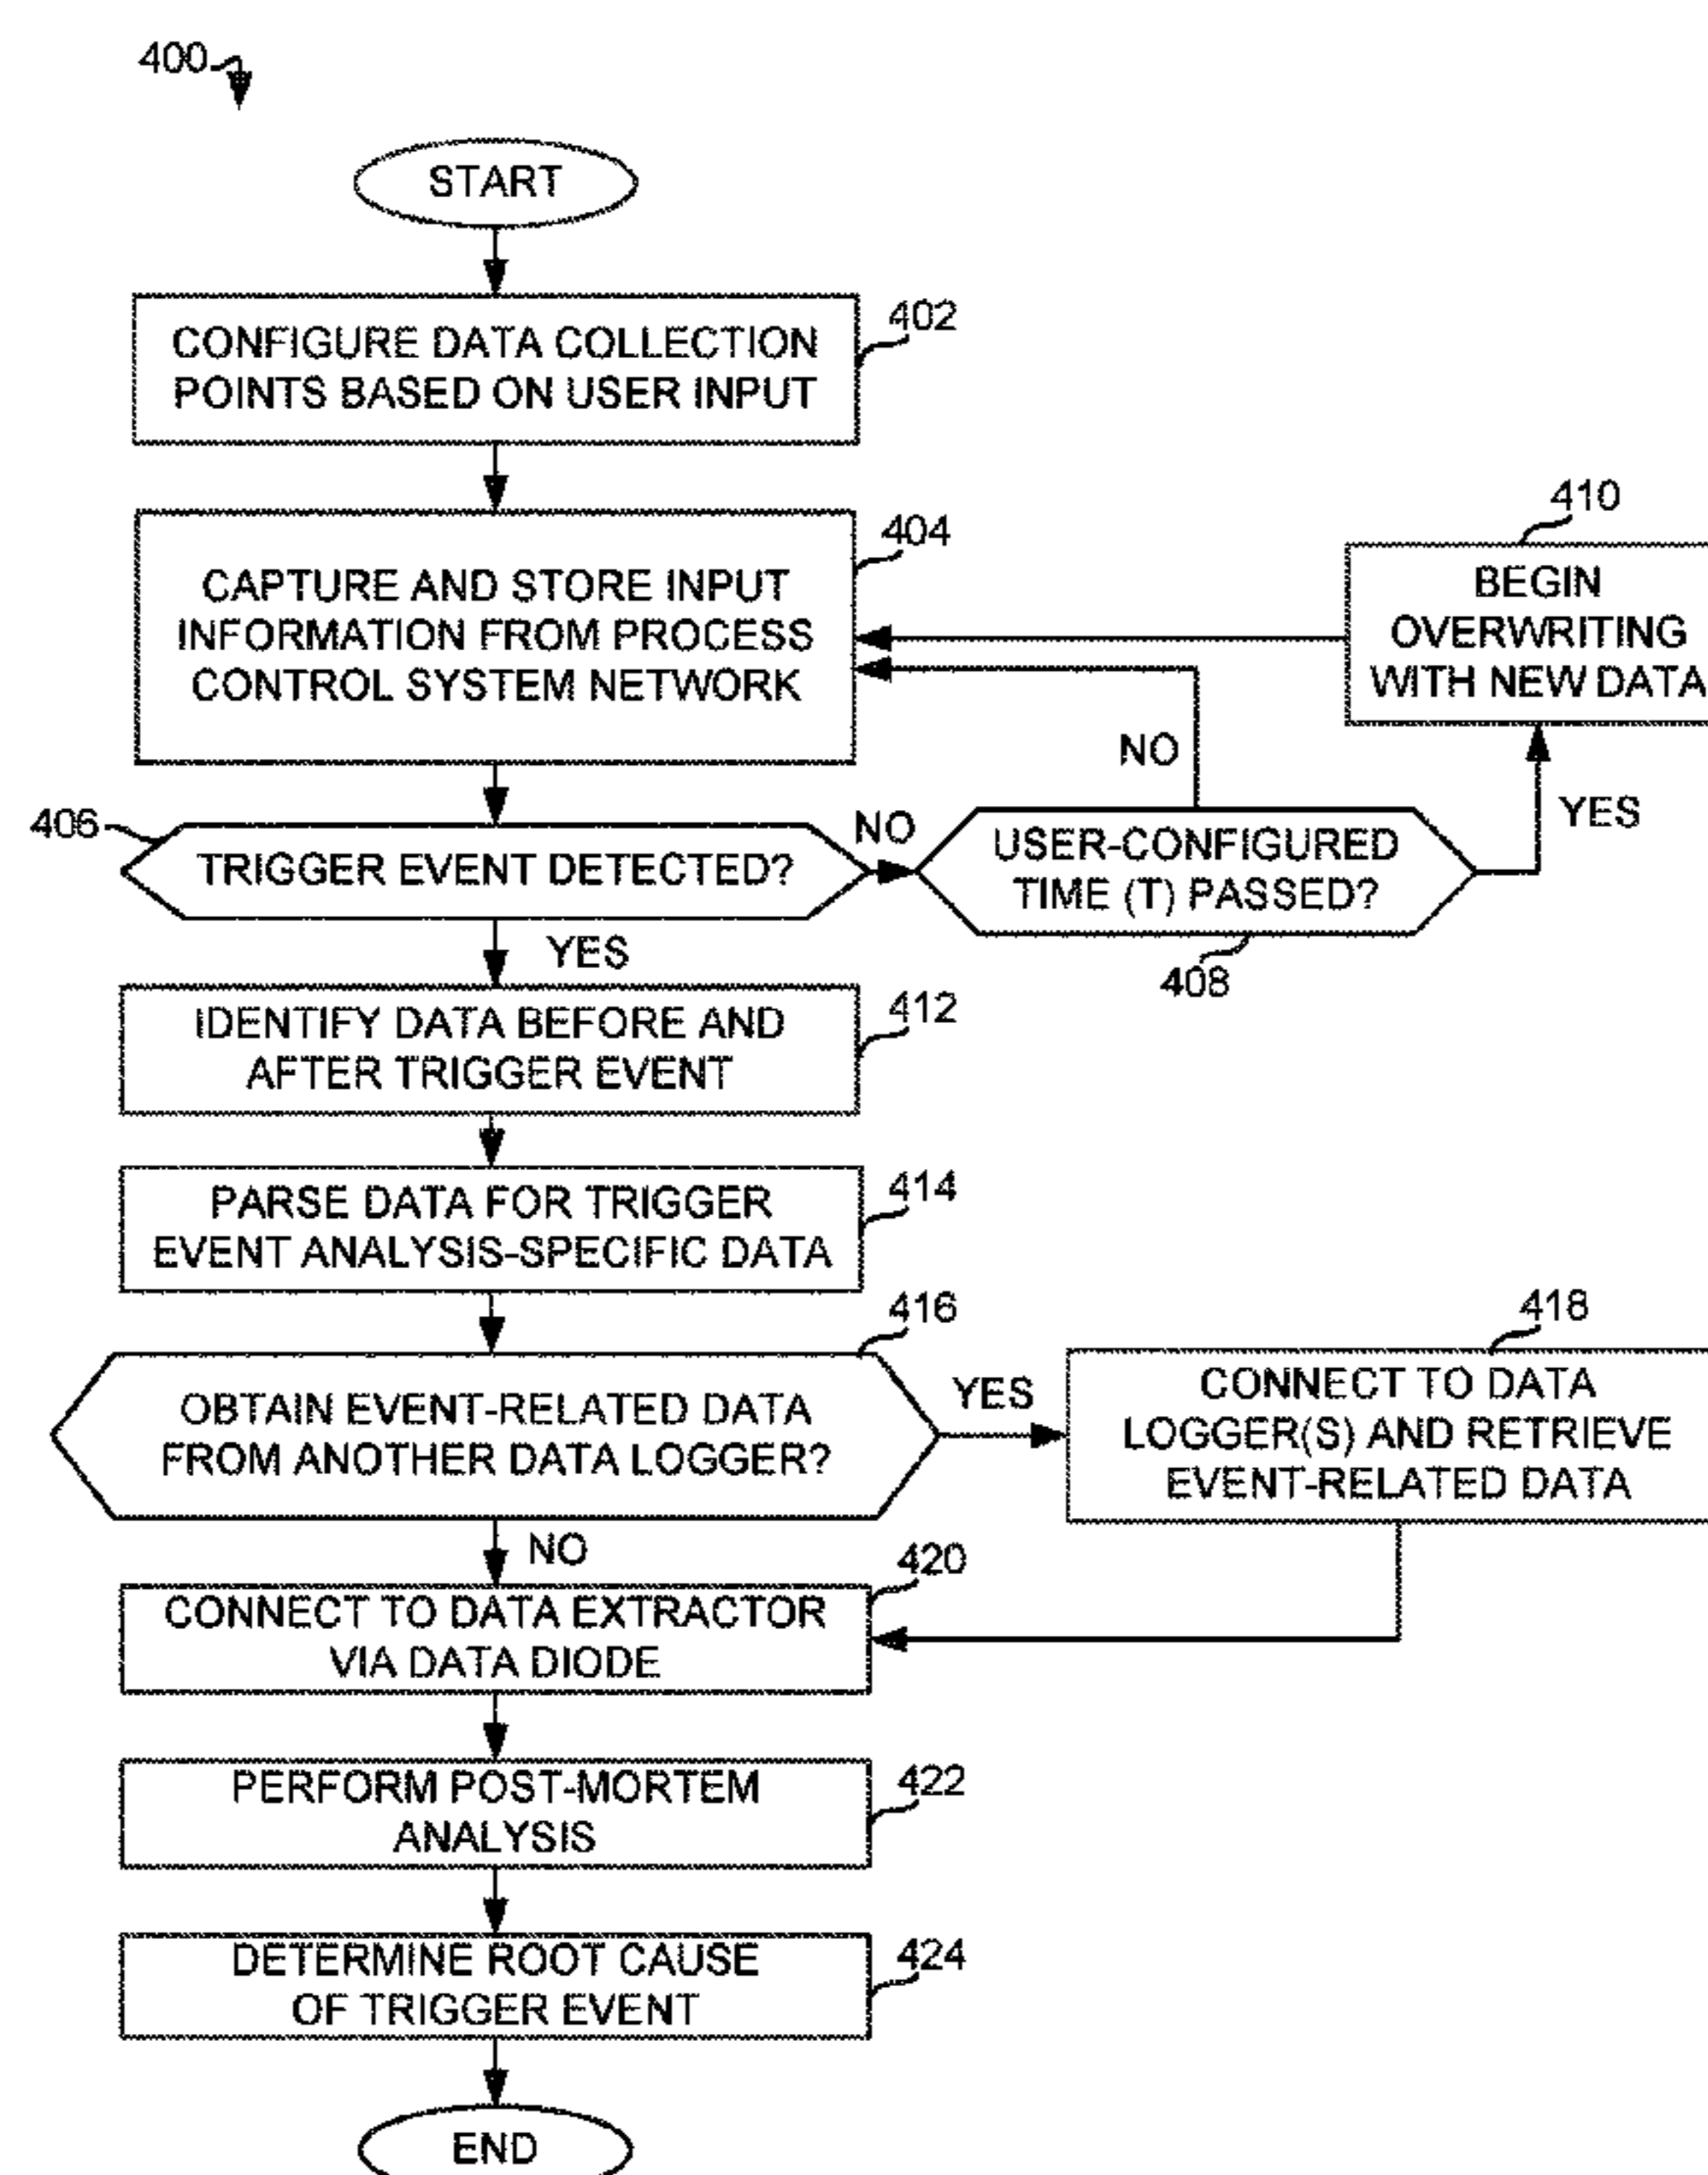 400
START
CONFIGURE DATA COLLECTION
POINTS BASED ON USER INPUT
402
CAPTURE AND STORE INPUT
INFORMATION FROM PROCESS
CONTROL SYSTEM NETWORK
404
410
BEGIN
OVERWRITING
WITH NEW DATA
NO
YES
406
TRIGGER EVENT DETECTED?
NO
USER-CONFIGURED
TIME (T) PASSED?
408
YES
IDENTIFY DATA BEFORE AND
AFTER TRIGGER EVENT
412
PARSE DATA FOR TRIGGER
EVENT ANALYSIS-SPECIFIC DATA
414
416
OBTAIN EVENT-RELATED DATA
FROM ANOTHER DATA LOGGER?
YES
418
CONNECT TO DATA
LOGGER(S) AND RETRIEVE
EVENT-RELATED DATA
NO
420
CONNECT TO DATA EXTRACTOR
VIA DATA DIODE
PERFORM POST-MORTEM
ANALYSIS
422
DETERMINE ROOT CAUSE
OF TRIGGER EVENT
424
END